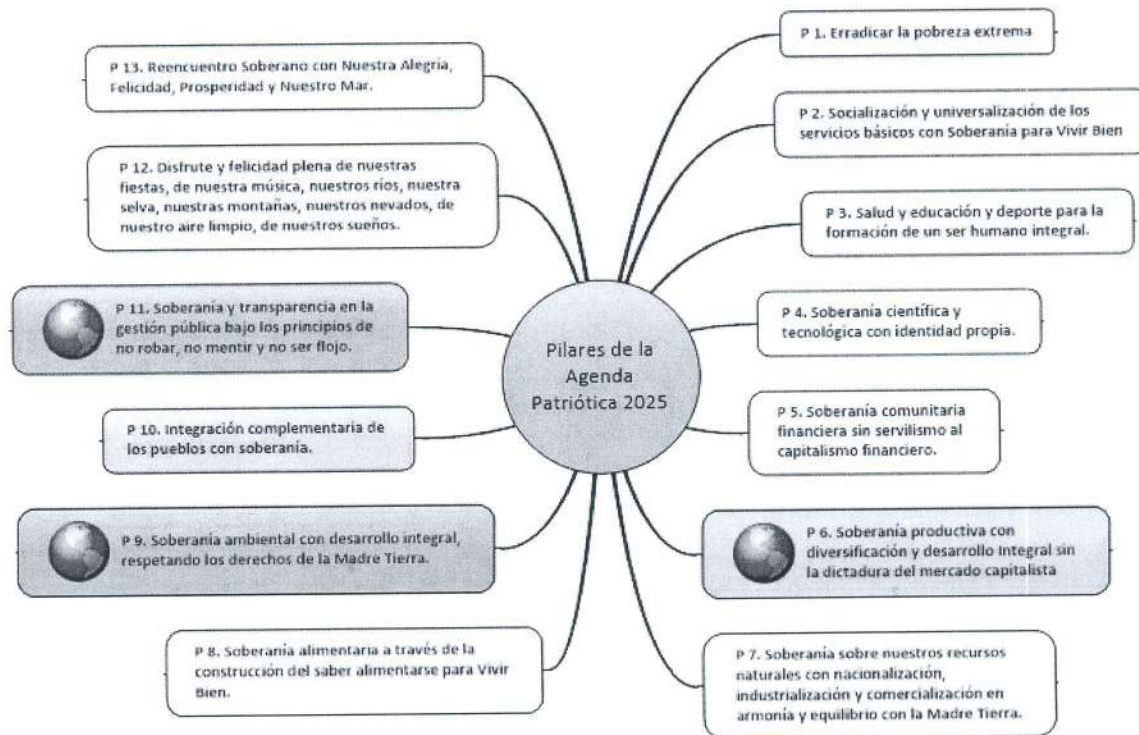 Pilares de la
Agenda
Patriótica 2025
P 1. Erradicar la pobreza extrema
P 2. Socialización y universalización de los
servicios básicos con Soberanía para Vivir Bien
P 3. Salud y educación y deporte para la
formación de un ser humano integral.
P 4. Soberanía científica y
tecnológica con identidad propia.
P 5. Soberanía comunitaria
financiera sin servilismo al
capitalismo financiero.
P 6. Soberanía productiva con
diversificación y desarrollo Integral sin
la dictadura del mercado capitalista
P 7. Soberanía sobre nuestros recursos
naturales con nacionalización,
industrialización y comercialización en
armonía y equilibrio con la Madre Tierra.
P 8. Soberanía alimentaria a través de la
construcción del saber alimentarse para Vivir
Bien.
P 9. Soberanía ambiental con desarrollo integral,
respetando los derechos de la Madre Tierra.
P 10. Integración complementaria de
los pueblos con soberanía.
P 11. Soberanía y transparencia en la
gestión pública bajo los principios de
no robar, no mentir y no ser flojo.
P 12. Disfrute y felicidad plena de nuestras
fiestas, de nuestra música, nuestros ríos, nuestra
selva, nuestras montañas, nuestros nevados, de
nuestro aire limpio, de nuestros sueños.
P 13. Reencuentro Soberano con Nuestra Alegría,
Felicidad, Prosperidad y Nuestro Mar.